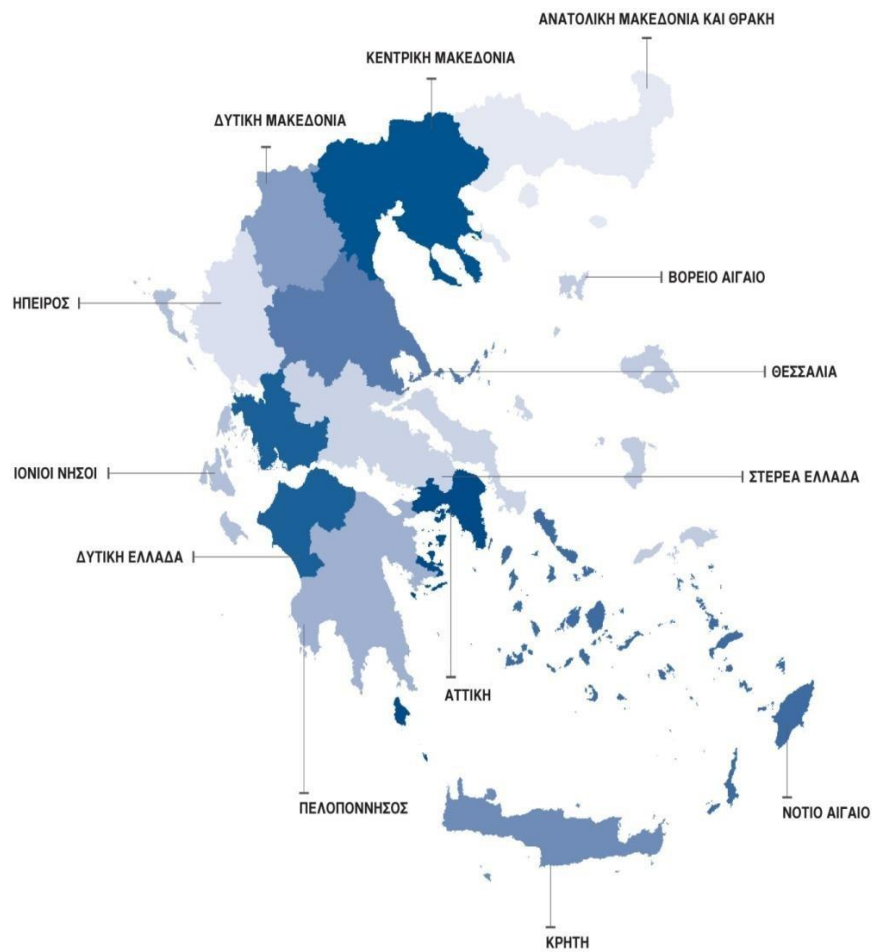 ΑΝΑΤΟΛΙΚΗ ΜΑΚΕΔΟΝΙΑ ΚΑΙ ΘΡΑΚΗ
ΚΕΝΤΡΙΚΗ ΜΑΚΕΔΟΝΙΑ
ΔΥΤΙΚΗ ΜΑΚΕΔΟΝΙΑ
ΒΟΡΕΙΟ ΑΙΓΑΙΟ
ΗΠΕΙΡΟΣ
ΘΕΣΣΑΛΙΑ
ΙΟΝΙΟΙ ΝΗΣΟΙ
ΣΤΕΡΕΑ ΕΛΛΑΔΑ
ΔΥΤΙΚΗ ΕΛΛΑΔΑ
ΑΤΤΙΚΗ
ΠΕΛΟΠΟΝΝΗΣΟΣ
ΝΟΤΙΟ ΑΙΓΑΙΟ
ΚΡΗΤΗ